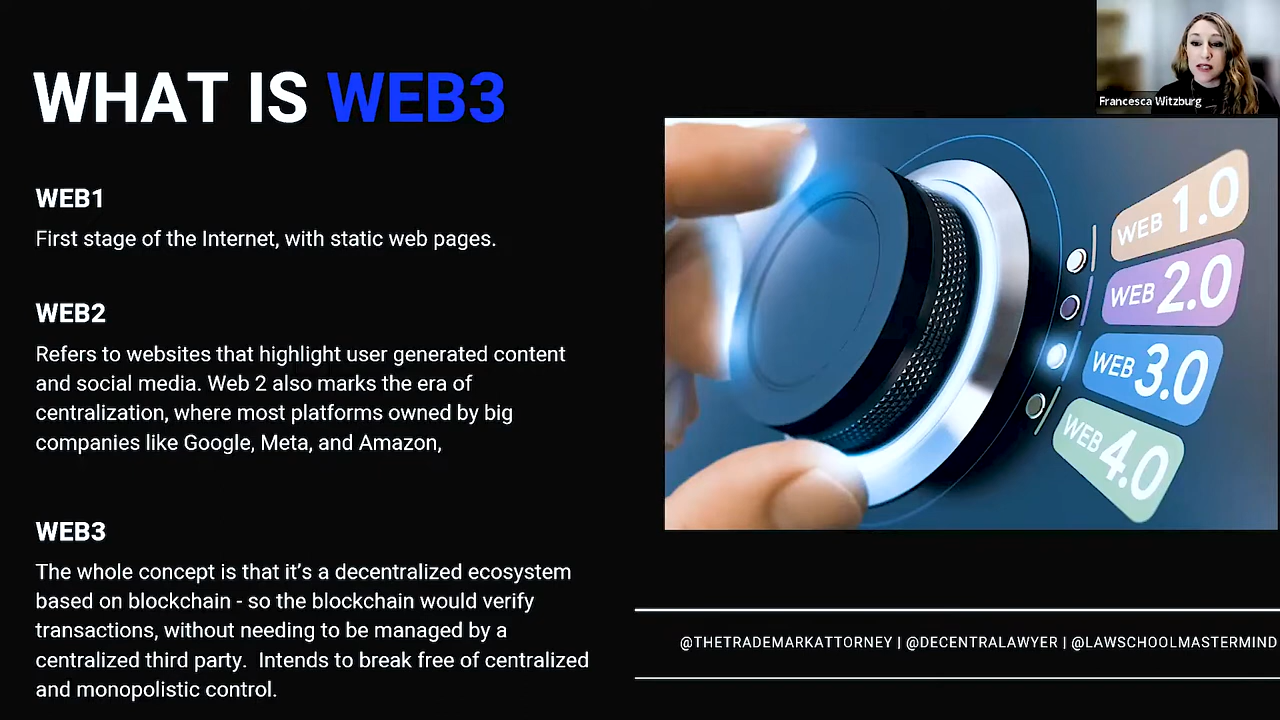 WHAT IS WEB3
WEB1
First stage of the Internet, with static web pages.
WEB2
Refers to websites that highlight user generated content
and social media. Web 2 also marks the era of
centralization, where most platforms owned by big
companies like Google, Meta, and Amazon,
WEB3
The whole concept is that it’s a decentralized ecosystem
based on blockchain - so the blockchain would verify
transactions, without needing to be managed by a
centralized third party.  Intends to break free of centralized
and monopolistic control.
Francesca Witzburg
WEB 1.0
WEB 2.0
WEB 3.0
WEB 4.0
@THETRADEMARKATTORNEY | @DECENTRALAWYER | @LAWSCHOOLMASTERMIND